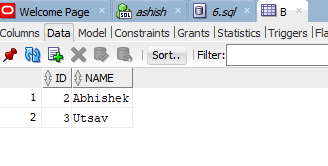 Welcome Page ashish 6.sql B
Columns Data Model Constraints Grants Statistics Triggers Fla
Sort.. Filter:
ID NAME
1 2 Abhishek
2 3 Utsav